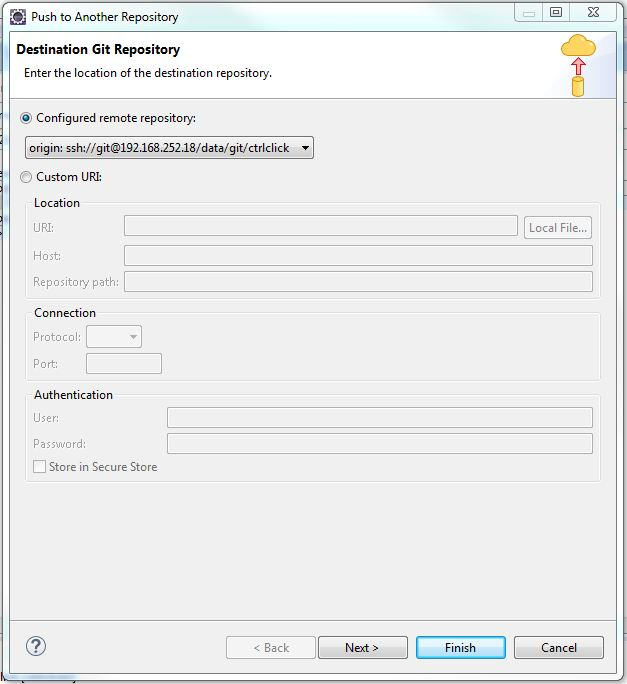 Push to Another Repository
Destination Git Repository
Enter the location of the destination repository.
Configured remote repository:
origin: ssh://git@192.168.252.18/data/git/ctrlclick
Custom URI:
Location
URI:
Local File...
Host:
Repository path:
Connection
Protocol:
Port:
Authentication
User:
Password:
Store in Secure Store
?
< Back
Next >
Finish
Cancel